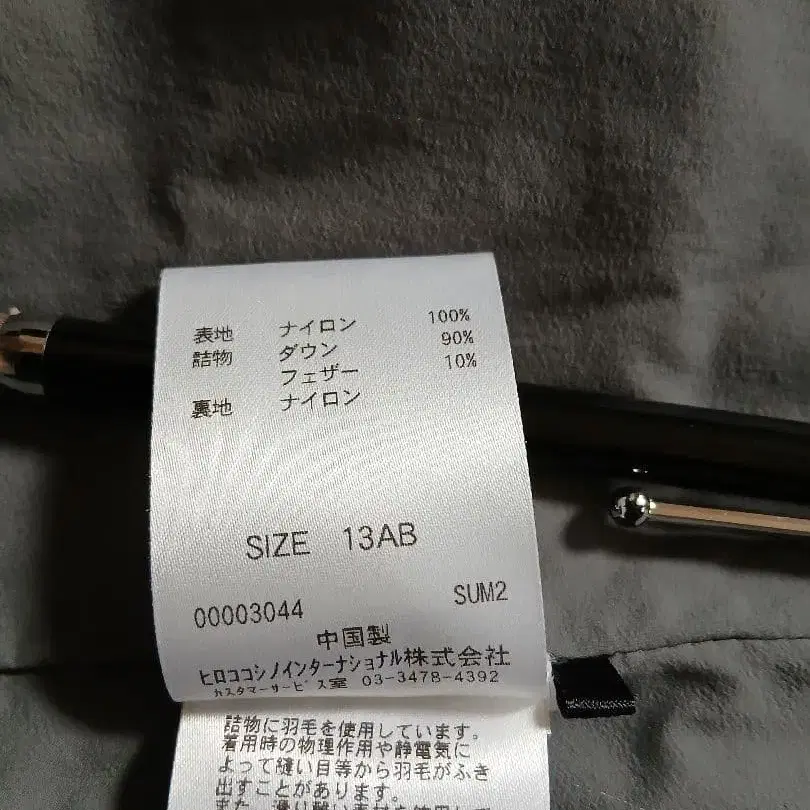 表地 ナイロン 100%
詰物 ダウン 90%
フェザー 10%
裏地 ナイロン
SIZE 13AB
00003044 SUM2
中国製
ヒロココシノインターナショナル株式会社
カスタマーサービス室 03-3478-4392
詰物に羽毛を使用しています。
着用時の物理作用や静電気に
よって縫い目等から羽毛がふき
出すことがあります。